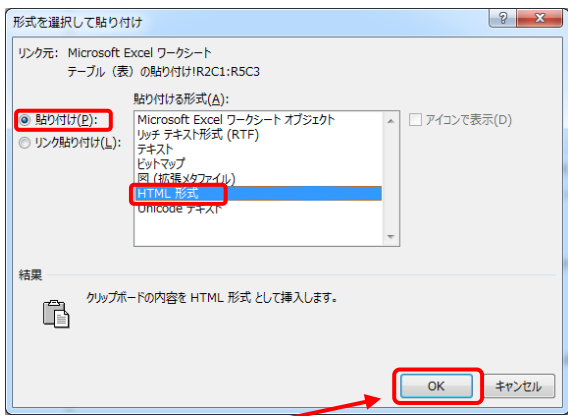 形式を選択して貼り付け
リンク元: Microsoft Excel ワークシート
テーブル（表）の貼り付け!R2C1:R5C3
貼り付ける形式(A):
貼り付け(P):
リンク貼り付け(L):
Microsoft Excel ワークシート オブジェクト
リッチ テキスト形式 (RTF)
テキスト
ビットマップ
図 (拡張メタファイル)
HTML 形式
Unicode テキスト
アイコンで表示(D)
結果
クリップボードの内容を HTML 形式 として挿入します。
OK
キャンセル